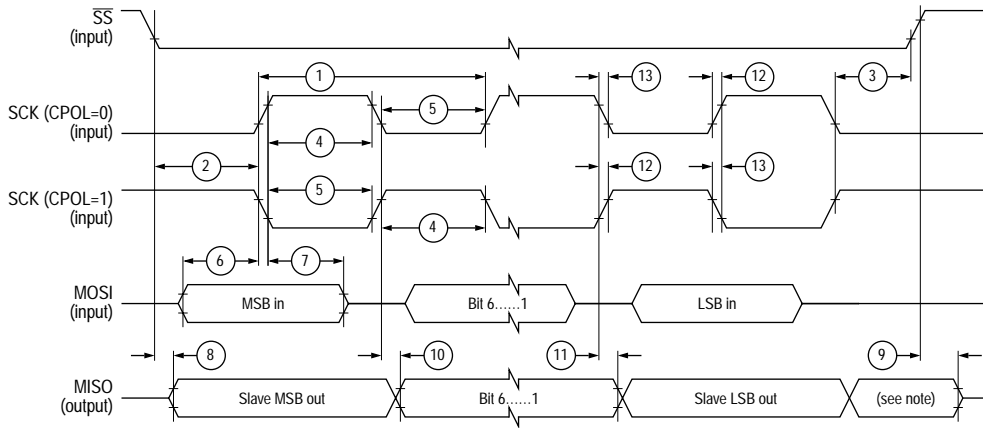 SS
(input)
1
13
12
3
SCK (CPOL=0)
(input)
5
4
2
5
12
13
SCK (CPOL=1)
(input)
4
6
7
MOSI
(input)
MSB in
Bit 6......1
LSB in
8
10
11
9
MISO
(output)
Slave MSB out
Bit 6......1
Slave LSB out
(see note)